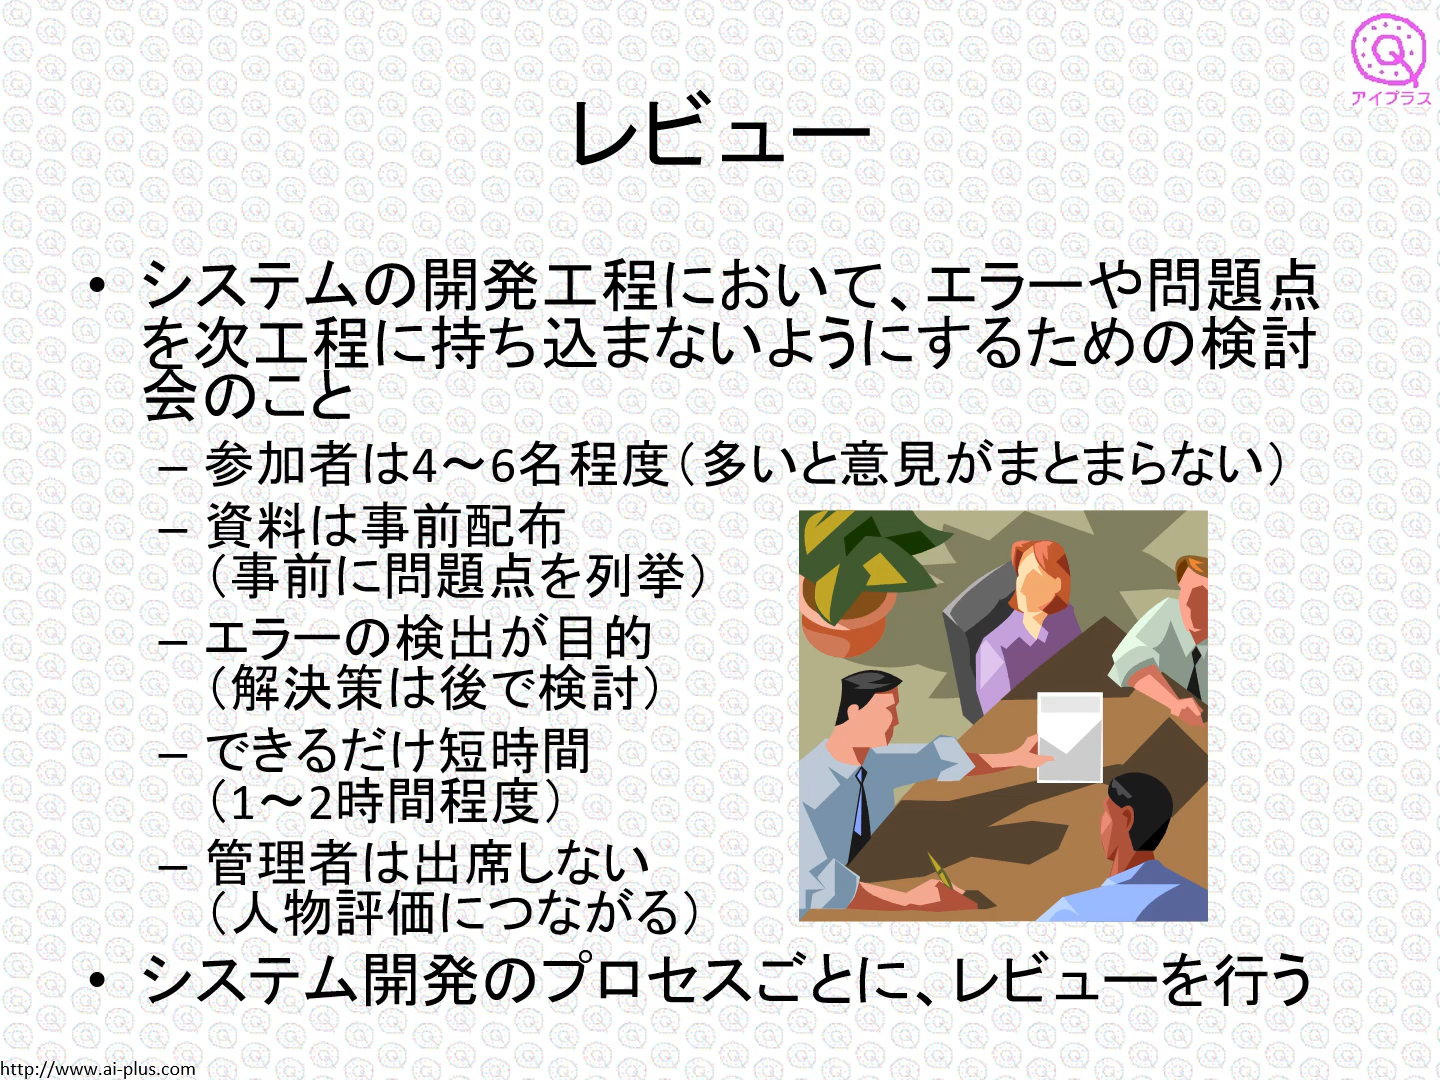 アイプラス
レビュー
• システムの開発工程において、エラーや問題点
を次工程に持ち込まないようにするための検討
会のこと
– 参加者は4～6名程度（多いと意見がまとまらない）
– 資料は事前配布
（事前に問題点を列挙）
– エラーの検出が目的
（解決策は後で検討）
– できるだけ短時間
（1～2時間程度）
– 管理者は出席しない
（人物評価につながる）
• システム開発のプロセスごとに、レビューを行う
http://www.ai-plus.com